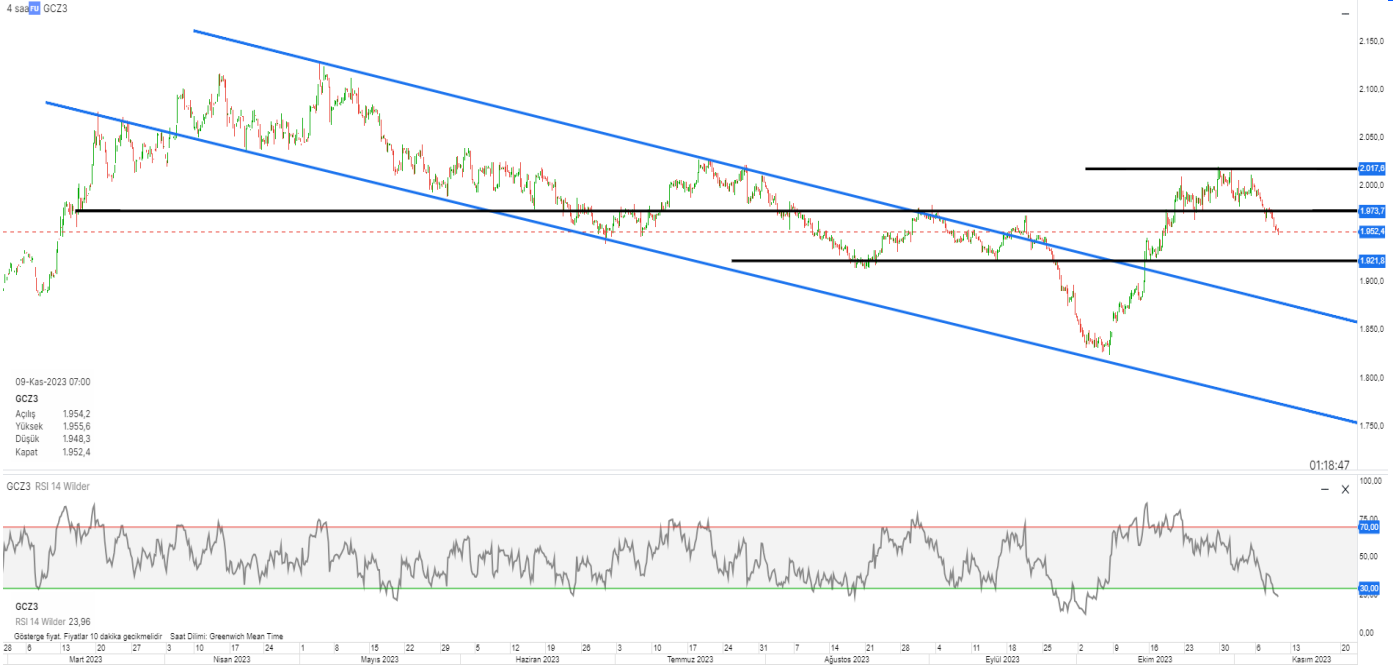 4 saa FU GCZ3
2.150,0
2.100,0
2.050,0
2.017,6
2.000,0
1.973,7
1.952,4
1.921,8
1.900,0
1.850,0
1.800,0
1.750,0
09-Kas-2023 07:00
GCZ3
Açılış 1.954,2
Yüksek 1.955,6
Düşük 1.948,3
Kapat 1.952,4
01:18:47
GCZ3 RSI 14 Wilder
100,00
75,00
70,00
50,00
30,00
25,00
0,00
GCZ3
RSI 14 Wilder 23,96
Gösterge fiyat. Fiyatlar 10 dakika gecikmelidir Saat Dilimi: Greenwich Mean Time
28 6 13 20 27 3 10 17 24 1 8 15 22 29 5 12 19 26 3 10 17 24 31 7 14 21 28 4 11 18 25 2 9 16 23 30 6 13 20
Mart 2023 Nisan 2023 Mayıs 2023 Haziran 2023 Temmuz 2023 Ağustos 2023 Eylül 2023 Ekim 2023 Kasım 2023